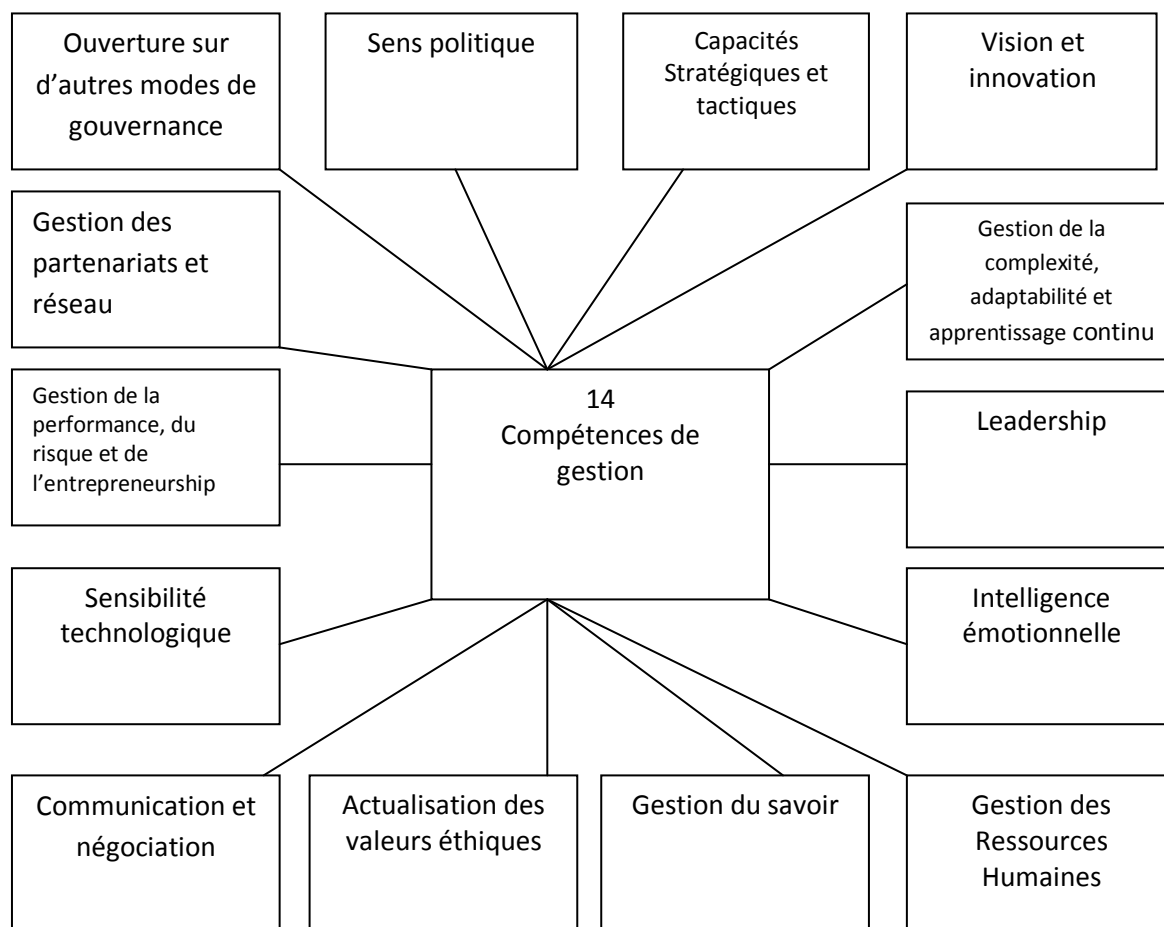 Ouverture sur
d’autres modes de
gouvernance
Sens politique
Capacités
Stratégiques et
tactiques
Vision et
innovation
Gestion des
partenariats et
réseau
Gestion de la
complexité,
adaptabilité et
apprentissage continu
Gestion de la
performance, du
risque et de
l’entrepreneurship
14
Compétences de
gestion
Leadership
Sensibilité
technologique
Intelligence
émotionnelle
Communication et
négociation
Actualisation des
valeurs éthiques
Gestion du savoir
Gestion des
Ressources
Humaines